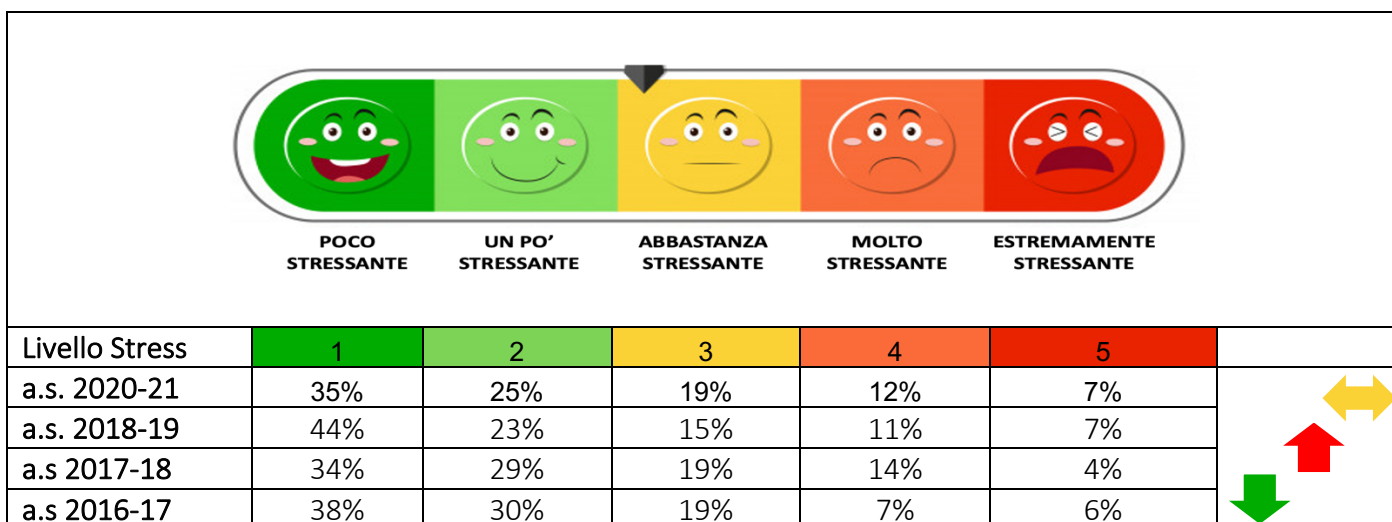 POCO UN PO’ ABBASTANZA MOLTO ESTREMAMENTE
STRESSANTE STRESSANTE STRESSANTE STRESSANTE STRESSANTE
Livello Stress 1 2 3 4 5
a.s. 2020-21 35% 25% 19% 12% 7%
a.s. 2018-19 44% 23% 15% 11% 7%
a.s 2017-18 34% 29% 19% 14% 4%
a.s 2016-17 38% 30% 19% 7% 6%